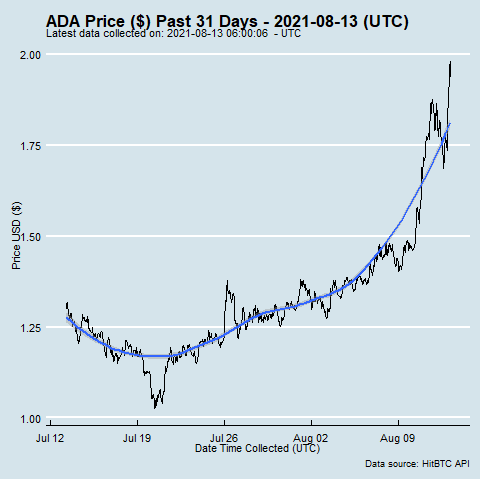 ADA Price ($) Past 31 Days - 2021-08-13 (UTC)
Latest data collected on: 2021-08-13 06:00:06 - UTC
2.00
1.75
1.50
1.25
1.00
Price USD ($)
Jul 12
Jul 19
Jul 26
Aug 02
Aug 09
Date Time Collected (UTC)
Data source: HitBTC API